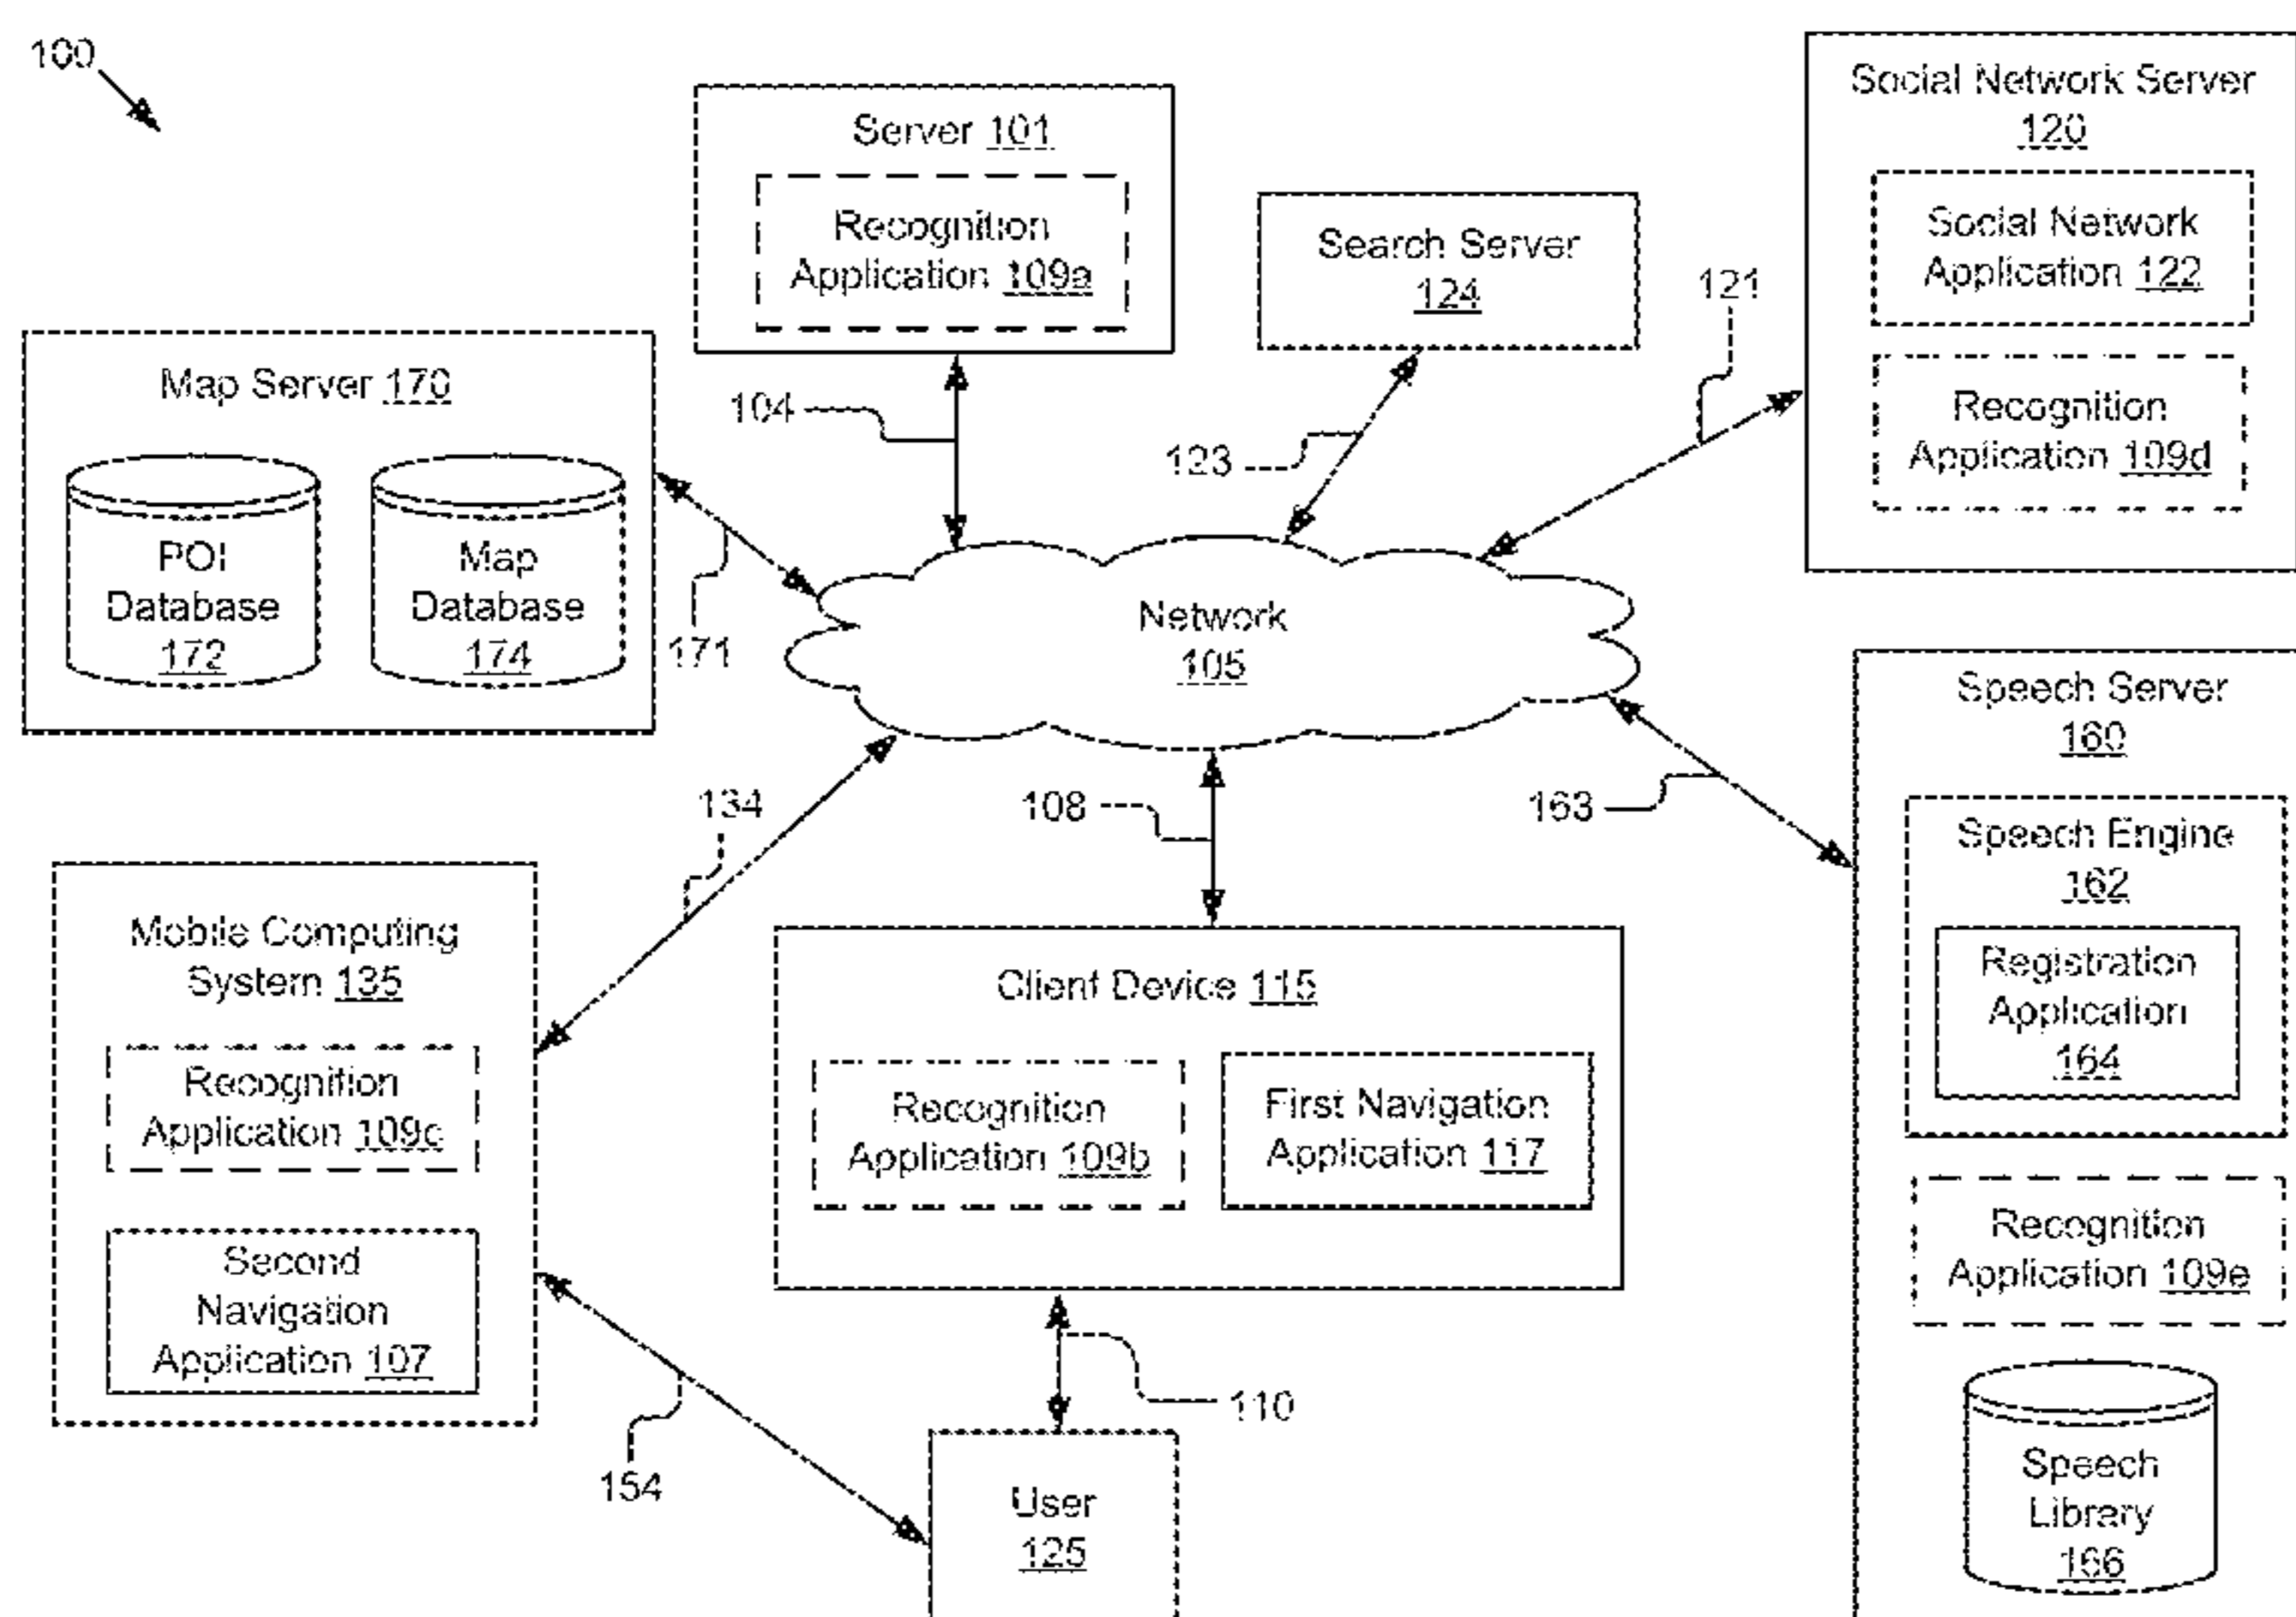 100
Server 101
Recognition
Application 109a
Search Server
124
Social Network Server
120
Social Network
Application 122
Recognition
Application 109d
121
104
123
Map Server 170
POI
Database
172
Map
Database
174
171
Network
105
134
108
163
Speech Server
160
Speech Engine
162
Registration
Application
164
Recognition
Application 109e
Speech
Library
166
Mobile Computing
System 135
Recognition
Application 109c
Second
Navigation
Application 107
Client Device 115
Recognition
Application 109b
First Navigation
Application 117
154
110
User
125